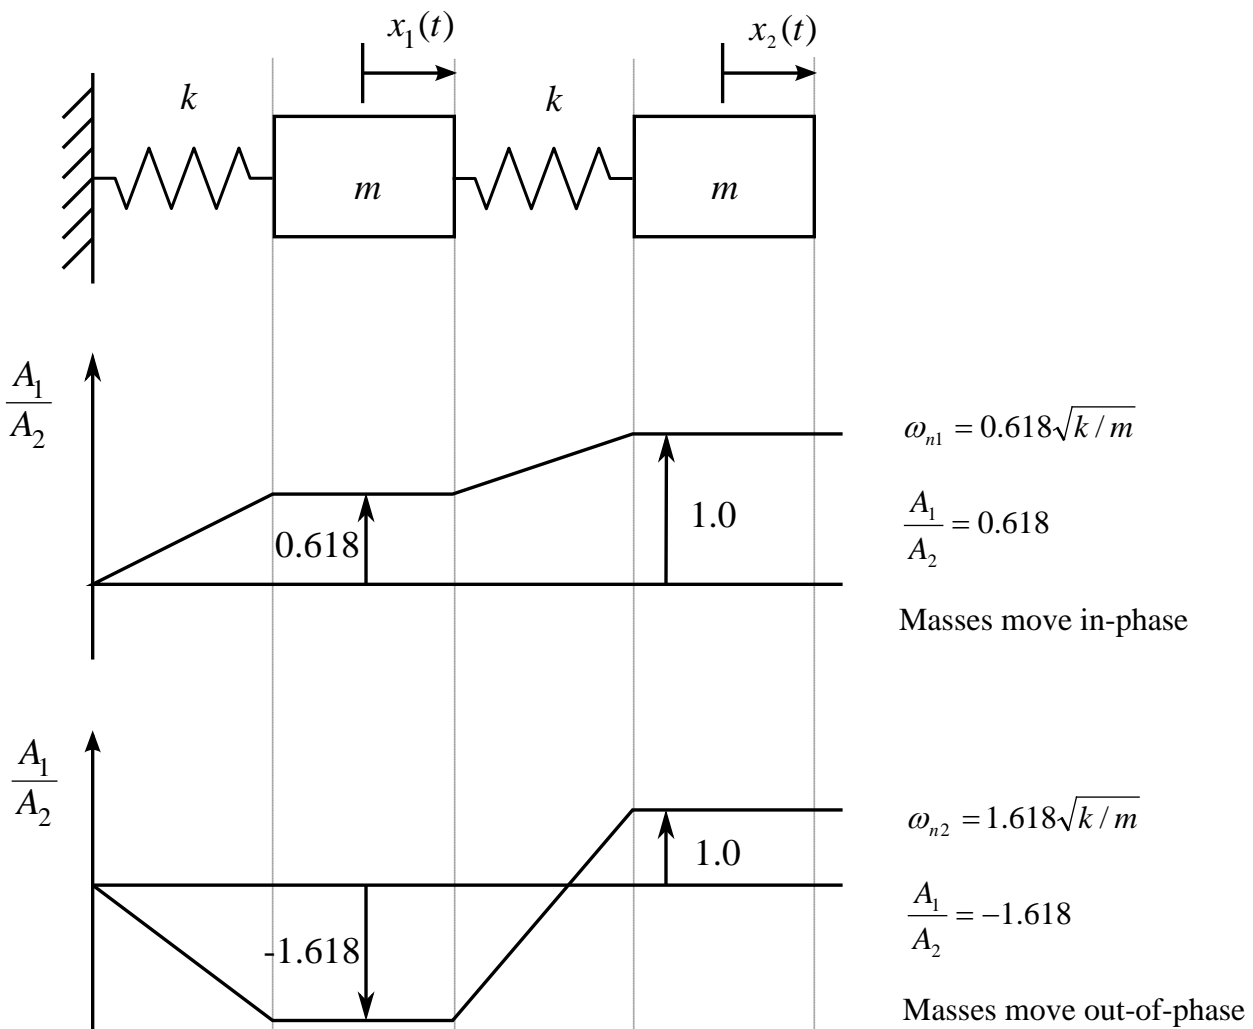 x₁(t)
x₂(t)
k
k
m
m
A₁
A₂
0.618
1.0
ωₙ₁ = 0.618√k / m
A₁
A₂
= 0.618
Masses move in-phase
A₁
A₂
-1.618
1.0
ωₙ₂ = 1.618√k / m
A₁
A₂
= −1.618
Masses move out-of-phase